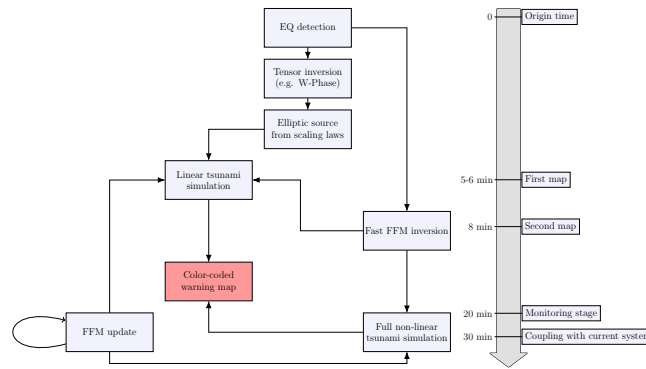 EQ detection
Tensor inversion
(e.g. W-Phase)
Elliptic source
from scaling laws
Linear tsunami
simulation
Fast FFM inversion
Color-coded
warning map
FFM update
Full non-linear
tsunami simulation
0
Origin time
5-6 min
First map
8 min
Second map
20 min
Monitoring stage
30 min
Coupling with current system